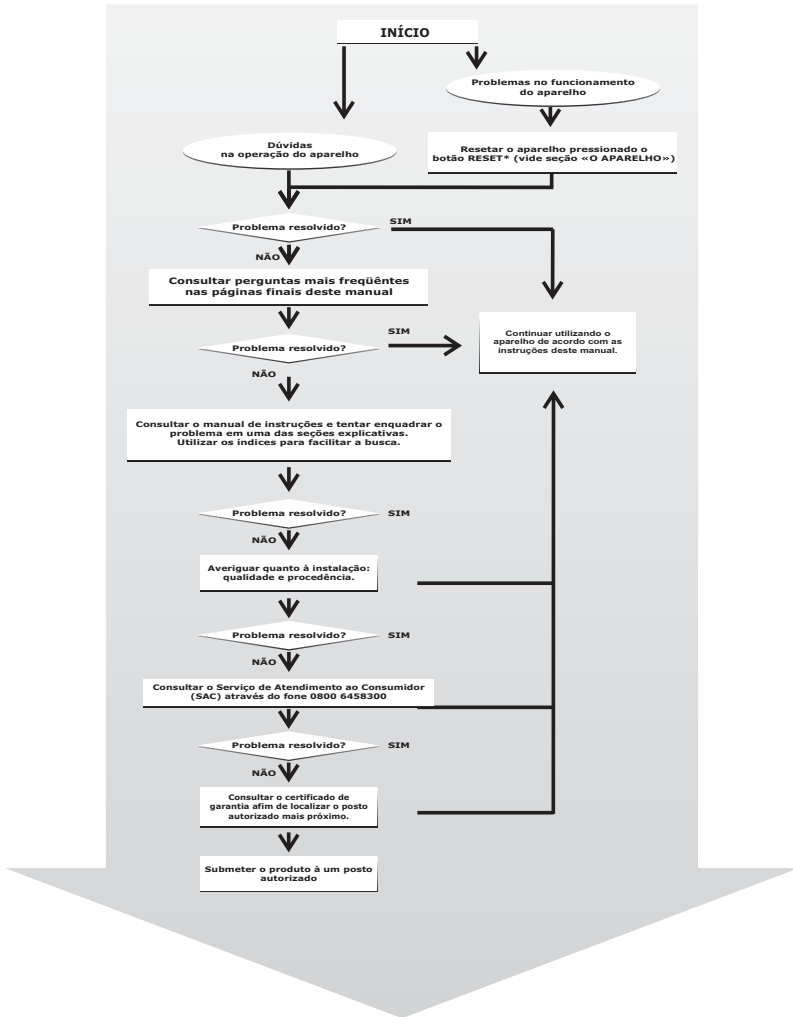 INÍCIO
Problemas no funcionamento
do aparelho
Dúvidas
na operação do aparelho
Resetar o aparelho pressionado o
botão RESET* (vide seção «O APARELHO»)
Problema resolvido?
SIM
NÃO
Consultar perguntas mais freqüêntes
nas páginas finais deste manual
Problema resolvido?
SIM
Continuar utilizando o
aparelho de acordo com as
instruções deste manual.
NÃO
Consultar o manual de instruções e tentar enquadrar o
problema em uma das seções explicativas.
Utilizar os índices para facilitar a busca.
Problema resolvido?
SIM
NÃO
Averiguar quanto à instalação:
qualidade e procedência.
Problema resolvido?
SIM
NÃO
Consultar o Serviço de Atendimento ao Consumidor
(SAC) através do fone 0800 6458300
Problema resolvido?
SIM
NÃO
Consultar o certificado de
garantia afim de localizar o posto
autorizado mais próximo.
Submeter o produto à um posto
autorizado